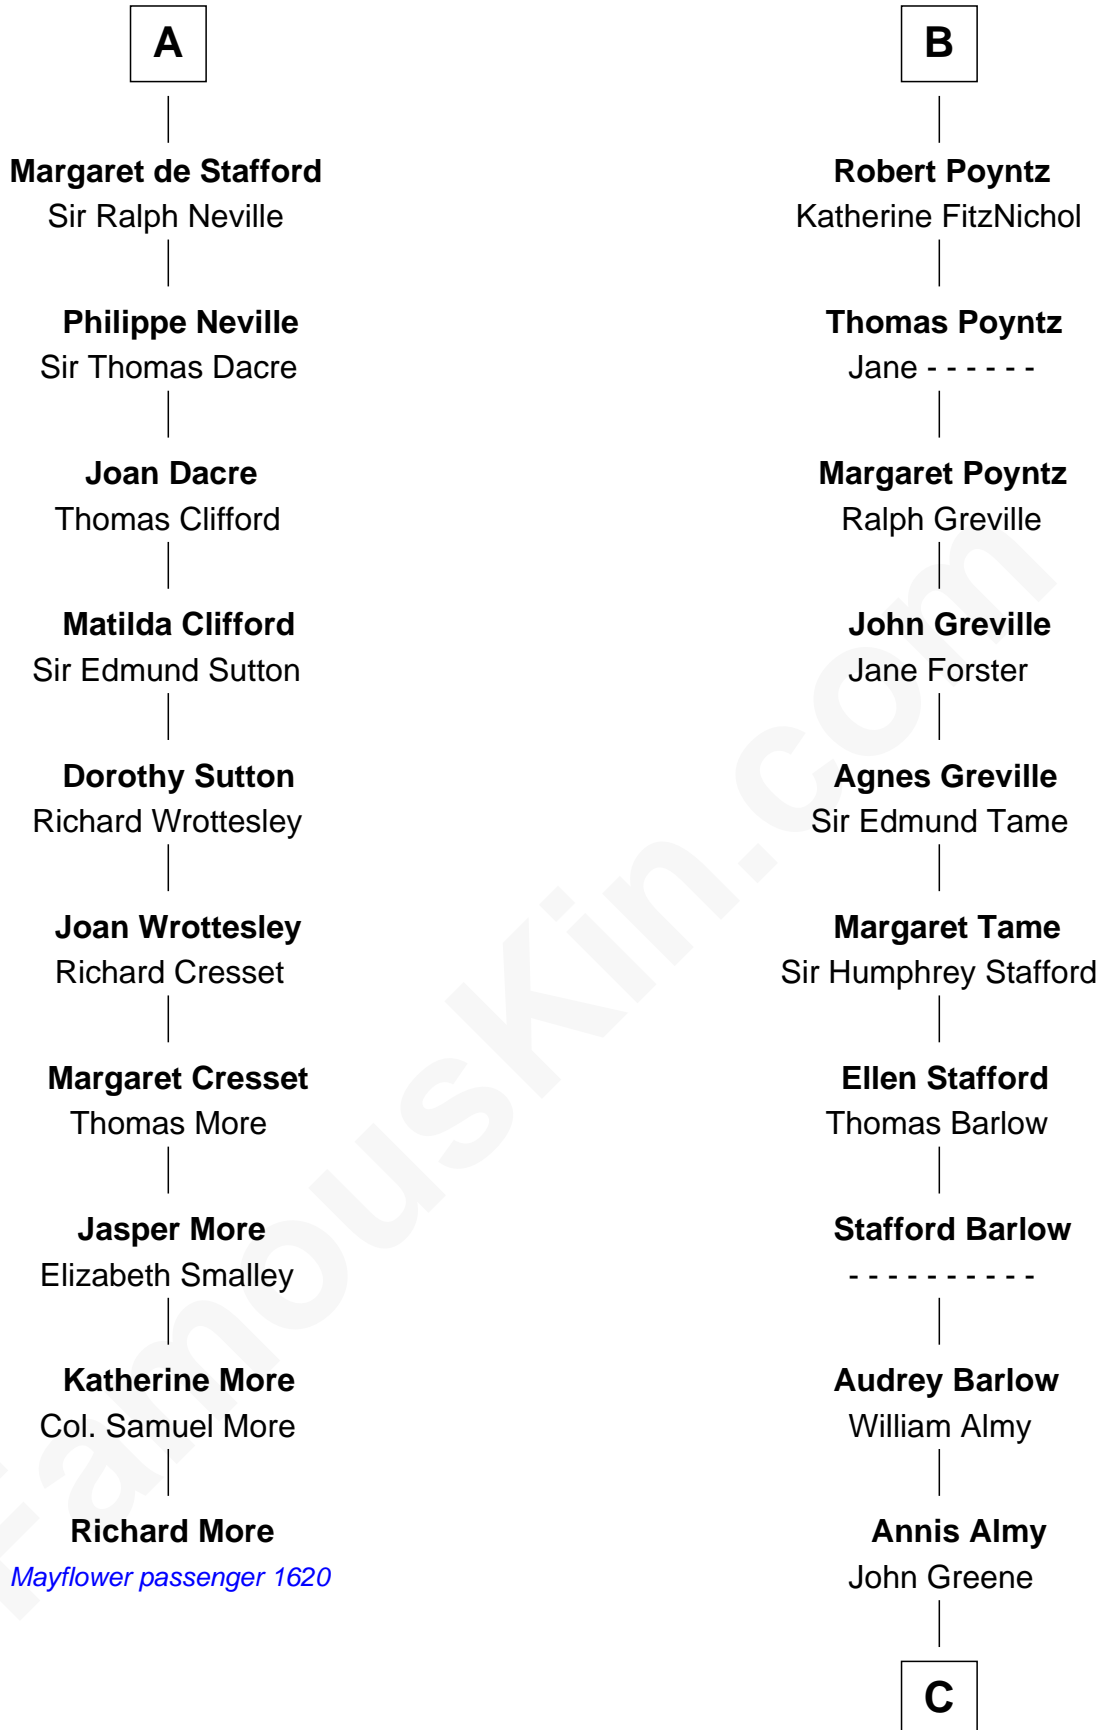 A
Margaret de Stafford
Sir Ralph Neville
Philippe Neville
Sir Thomas Dacre
Joan Dacre
Thomas Clifford
Matilda Clifford
Sir Edmund Sutton
Dorothy Sutton
Richard Wrottesley
Joan Wrottesley
Richard Cresset
Margaret Cresset
Thomas More
Jasper More
Elizabeth Smalley
Katherine More
Col. Samuel More
Richard More
Mayflower passenger 1620
B
Robert Poyntz
Katherine FitzNichol
Thomas Poyntz
Jane - - - - - -
Margaret Poyntz
Ralph Greville
John Greville
Jane Forster
Agnes Greville
Sir Edmund Tame
Margaret Tame
Sir Humphrey Stafford
Ellen Stafford
Thomas Barlow
Stafford Barlow
- - - - - - - - - -
Audrey Barlow
William Almy
Annis Almy
John Greene
C
FamousKin.com